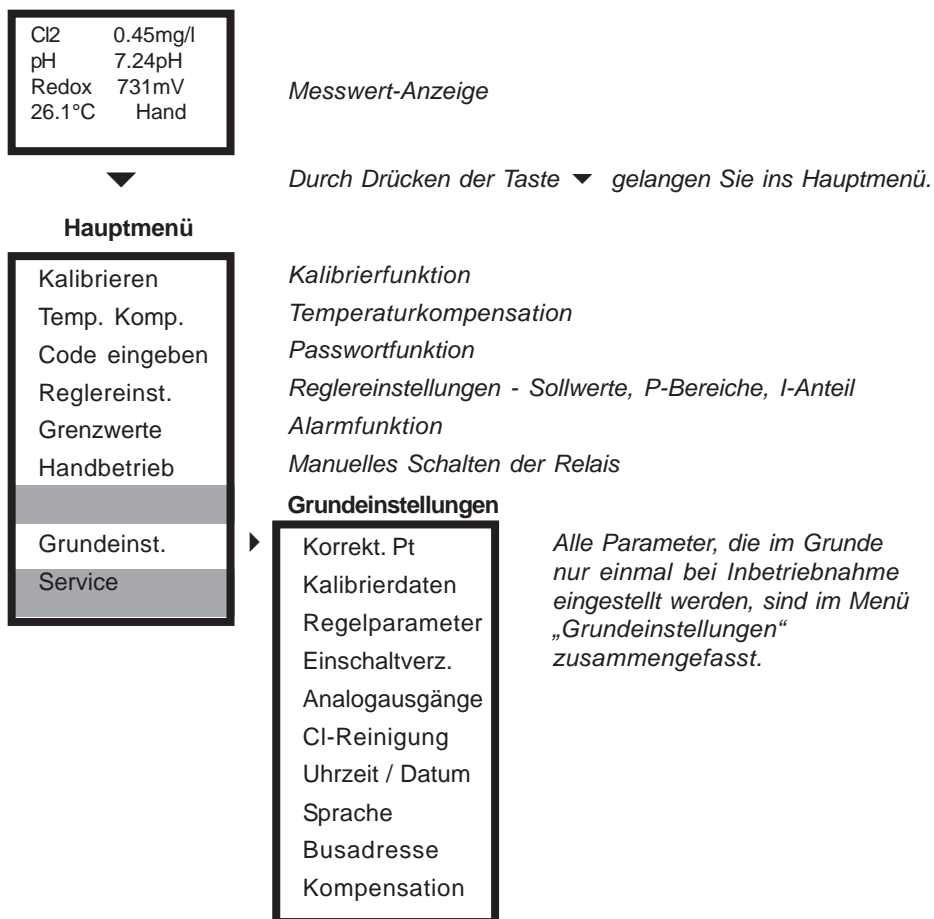 Cl2 0.45mg/l
pH 7.24pH
Redox 731mV
26.1°C Hand
Messwert-Anzeige
Durch Drücken der Taste ▼ gelangen Sie ins Hauptmenü.
Hauptmenü
Kalibrieren
Kalibrierfunktion
Temp. Komp.
Temperaturkompensation
Code eingeben
Passwortfunktion
Reglereinst.
Reglereinstellungen - Sollwerte, P-Bereiche, I-Anteil
Grenzwerte
Alarmfunktion
Handbetrieb
Manuelles Schalten der Relais
Grundeinst.
Service
Grundeinstellungen
Korrekt. Pt
Kalibrierdaten
Regelparameter
Einschaltverz.
Analogausgänge
Cl-Reinigung
Uhrzeit / Datum
Sprache
Busadresse
Kompensation
Alle Parameter, die im Grunde
nur einmal bei Inbetriebnahme
eingestellt werden, sind im Menü
„Grundeinstellungen“
zusammengefasst.